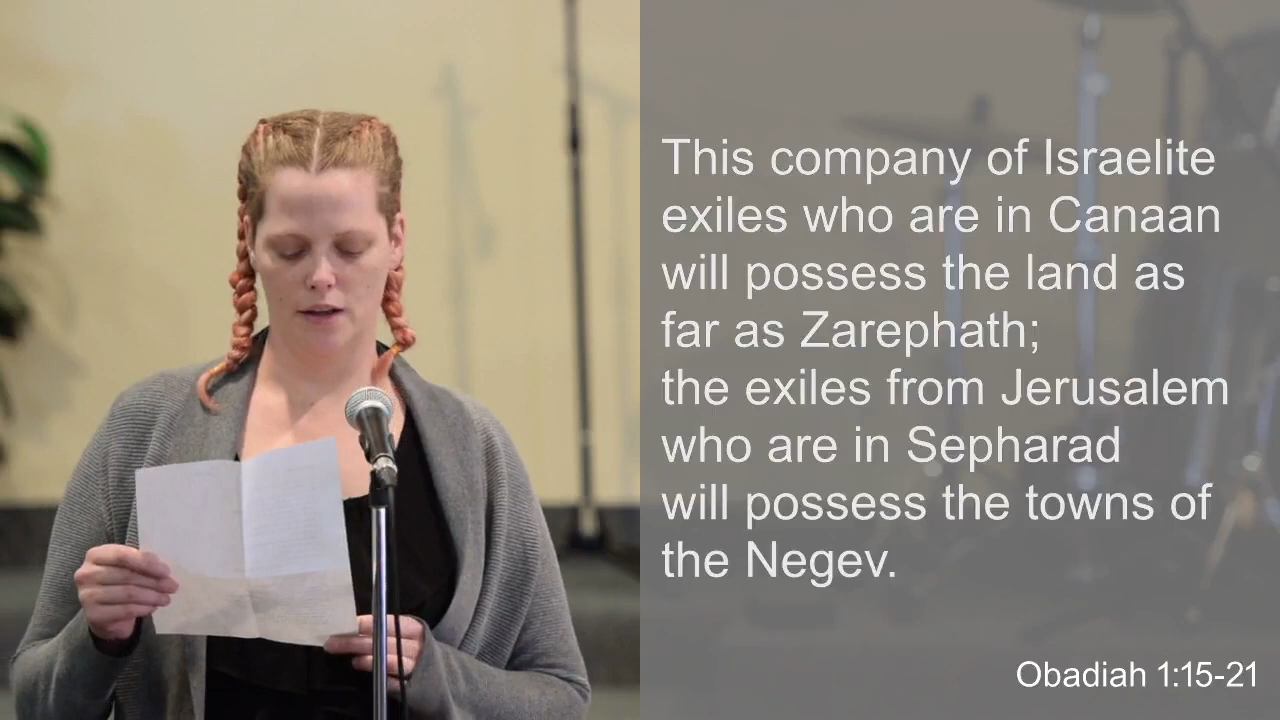 This company of Israelite
exiles who are in Canaan
will possess the land as
far as Zarephath;
the exiles from Jerusalem
who are in Sepharad
will possess the towns of
the Negev.
Obadiah 1:15-21